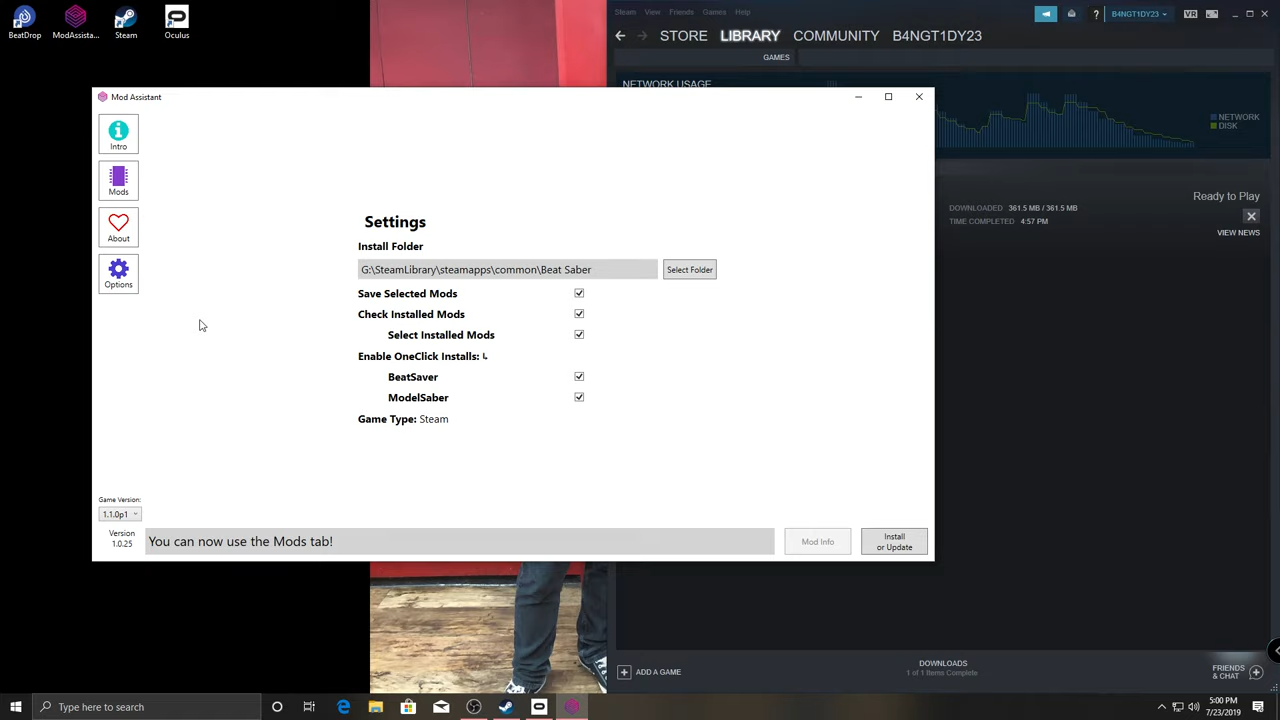 BeatDrop
ModAssista...
Steam
Oculus
Steam View Friends Games Help
B4NGT1DY23
VR
STORE LIBRARY COMMUNITY B4NGT1DY23
GAMES
NETWORK USAGE
NETWORK
DISK
Ready to Play
DOWNLOADED 361.5 MB / 361.5 MB
TIME COMPLETED 4:57 PM
VIEW NEWS
Mod Assistant
Intro
Mods
About
Options
Settings
Install Folder
G:\SteamLibrary\steamapps\common\Beat Saber
Select Folder
Save Selected Mods
Check Installed Mods
Select Installed Mods
Enable OneClick Installs: ↳
BeatSaver
ModelSaber
Game Type: Steam
Game Version:
1.1.0p1
Version
1.0.25
You can now use the Mods tab!
Mod Info
Install
or Update
ADD A GAME
DOWNLOADS
1 of 1 Items Complete
FRIENDS
& CHAT
Type here to search
5:00 PM
7/23/2019